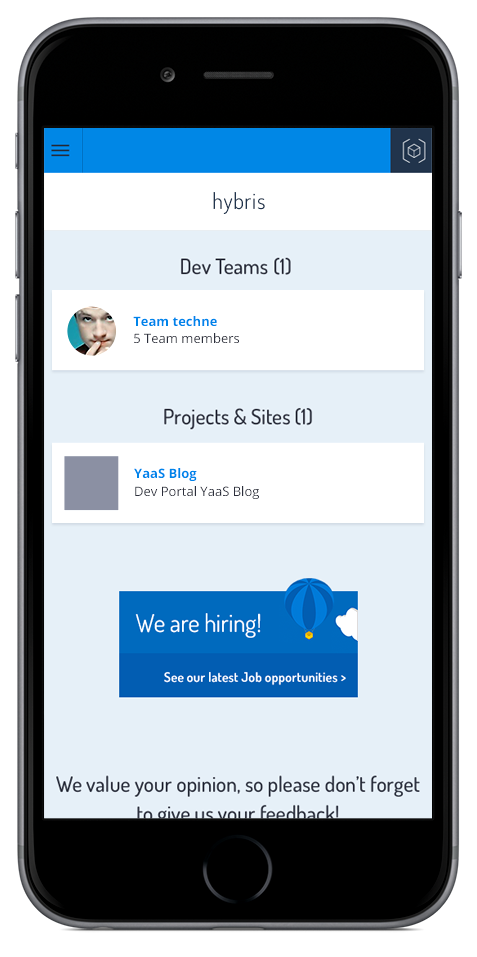 hybris
Dev Teams (1)
Team techne
5 Team members
Projects & Sites (1)
YaaS Blog
Dev Portal YaaS Blog
We are hiring!
See our latest Job opportunities >
We value your opinion, so please don't forget
to give us your feedback!